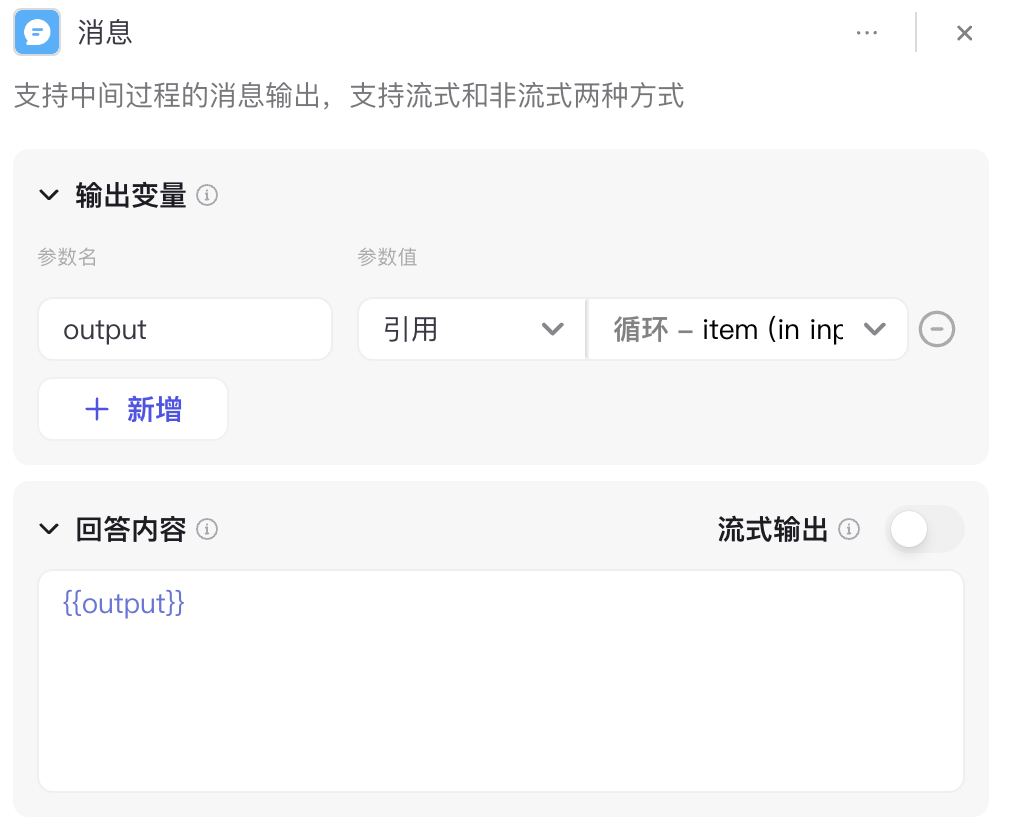 消息
支持中间过程的消息输出，支持流式和非流式两种方式
输出变量
参数名 参数值
output 引用 循环 – item (in inp
+ 新增
回答内容 流式输出
{{output}}